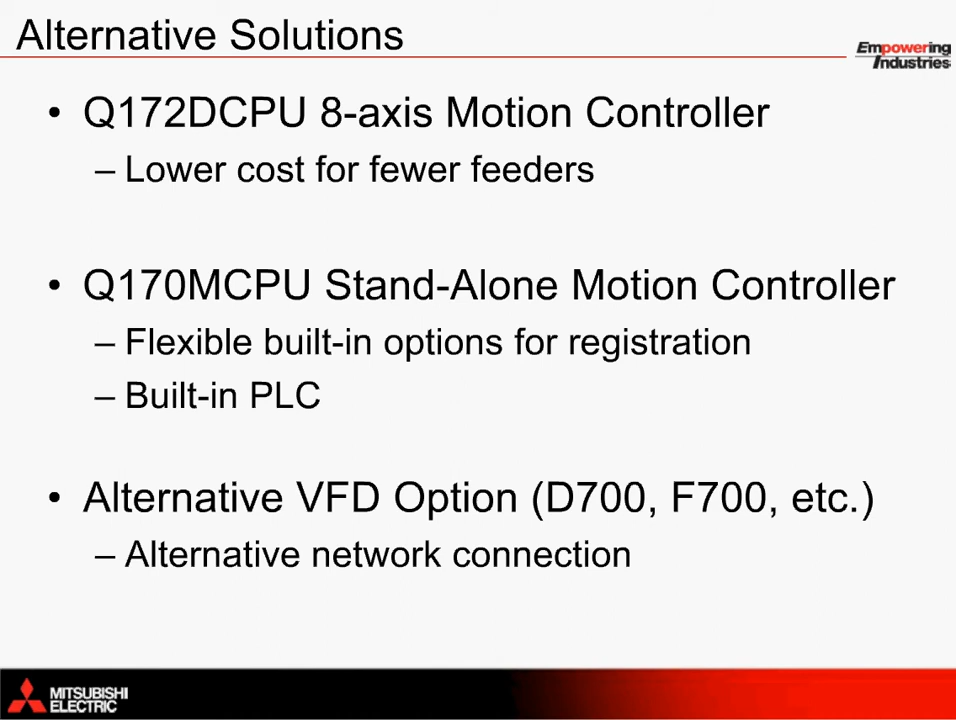 Alternative Solutions
Empowering
Industries
• Q172DCPU 8-axis Motion Controller
– Lower cost for fewer feeders
• Q170MCPU Stand-Alone Motion Controller
– Flexible built-in options for registration
– Built-in PLC
• Alternative VFD Option (D700, F700, etc.)
– Alternative network connection
MITSUBISHI
ELECTRIC